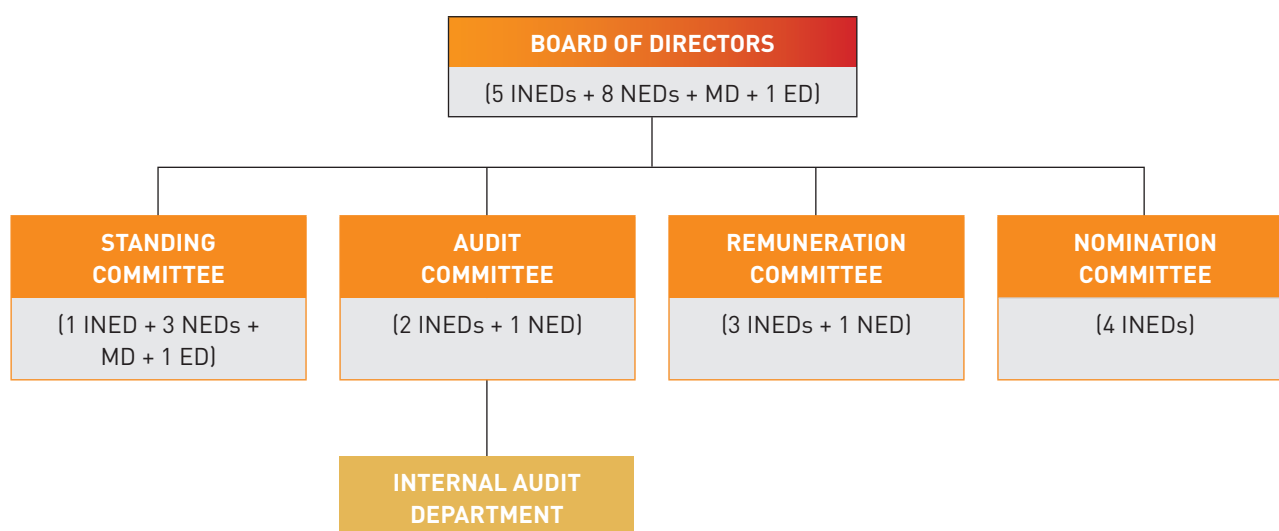 BOARD OF DIRECTORS
(5 INEDs + 8 NEDs + MD + 1 ED)
STANDING
COMMITTEE
(1 INED + 3 NEDs +
MD + 1 ED)
AUDIT
COMMITTEE
(2 INEDs + 1 NED)
REMUNERATION
COMMITTEE
(3 INEDs + 1 NED)
NOMINATION
COMMITTEE
(4 INEDs)
INTERNAL AUDIT
DEPARTMENT